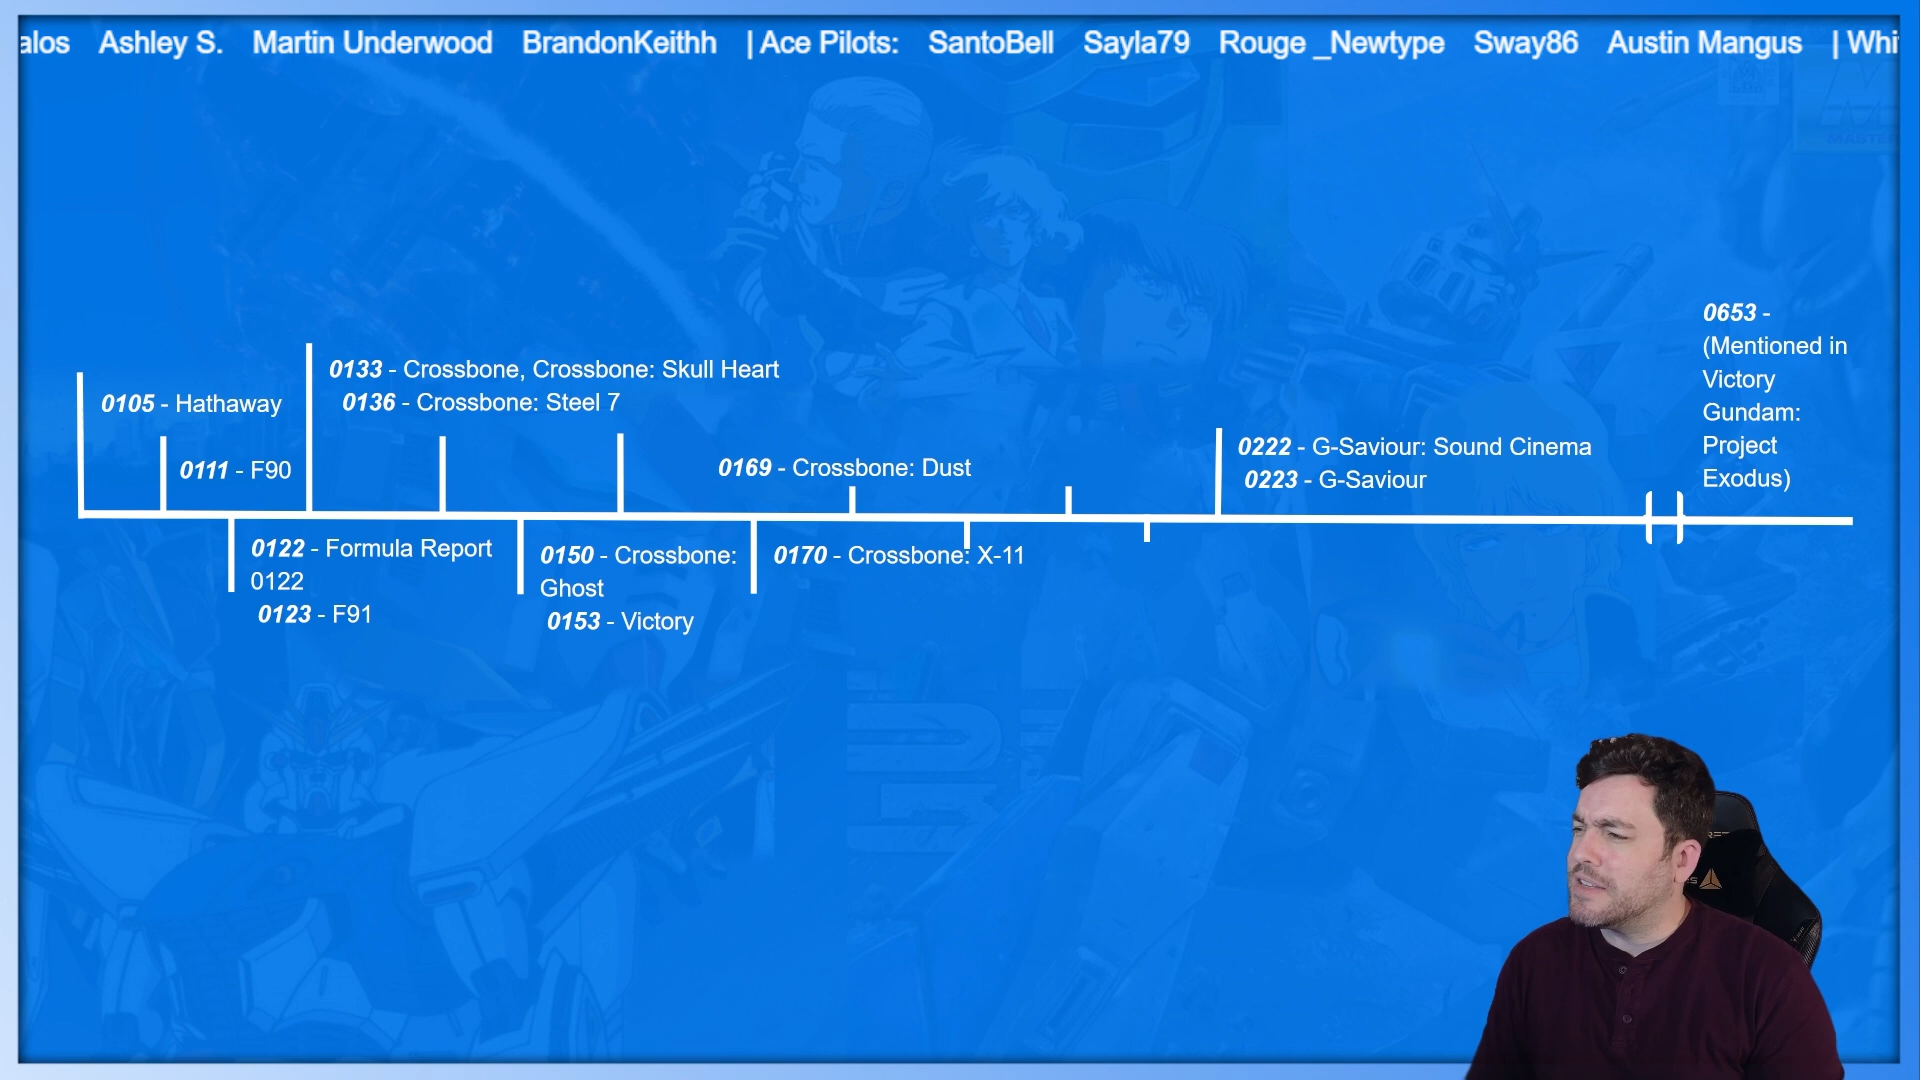 alos Ashley S. Martin Underwood BrandonKeithh | Ace Pilots: SantoBell Sayla79 Rouge _Newtype Sway86 Austin Mangus | Whi
MASTER
0653 -
(Mentioned in
Victory
Gundam:
Project
Exodus)
0133 - Crossbone, Crossbone: Skull Heart
0136 - Crossbone: Steel 7
0105 - Hathaway
0111 - F90
0169 - Crossbone: Dust
0222 - G-Saviour: Sound Cinema
0223 - G-Saviour
0122 - Formula Report
0122
0123 - F91
0150 - Crossbone:
Ghost
0153 - Victory
0170 - Crossbone: X-11